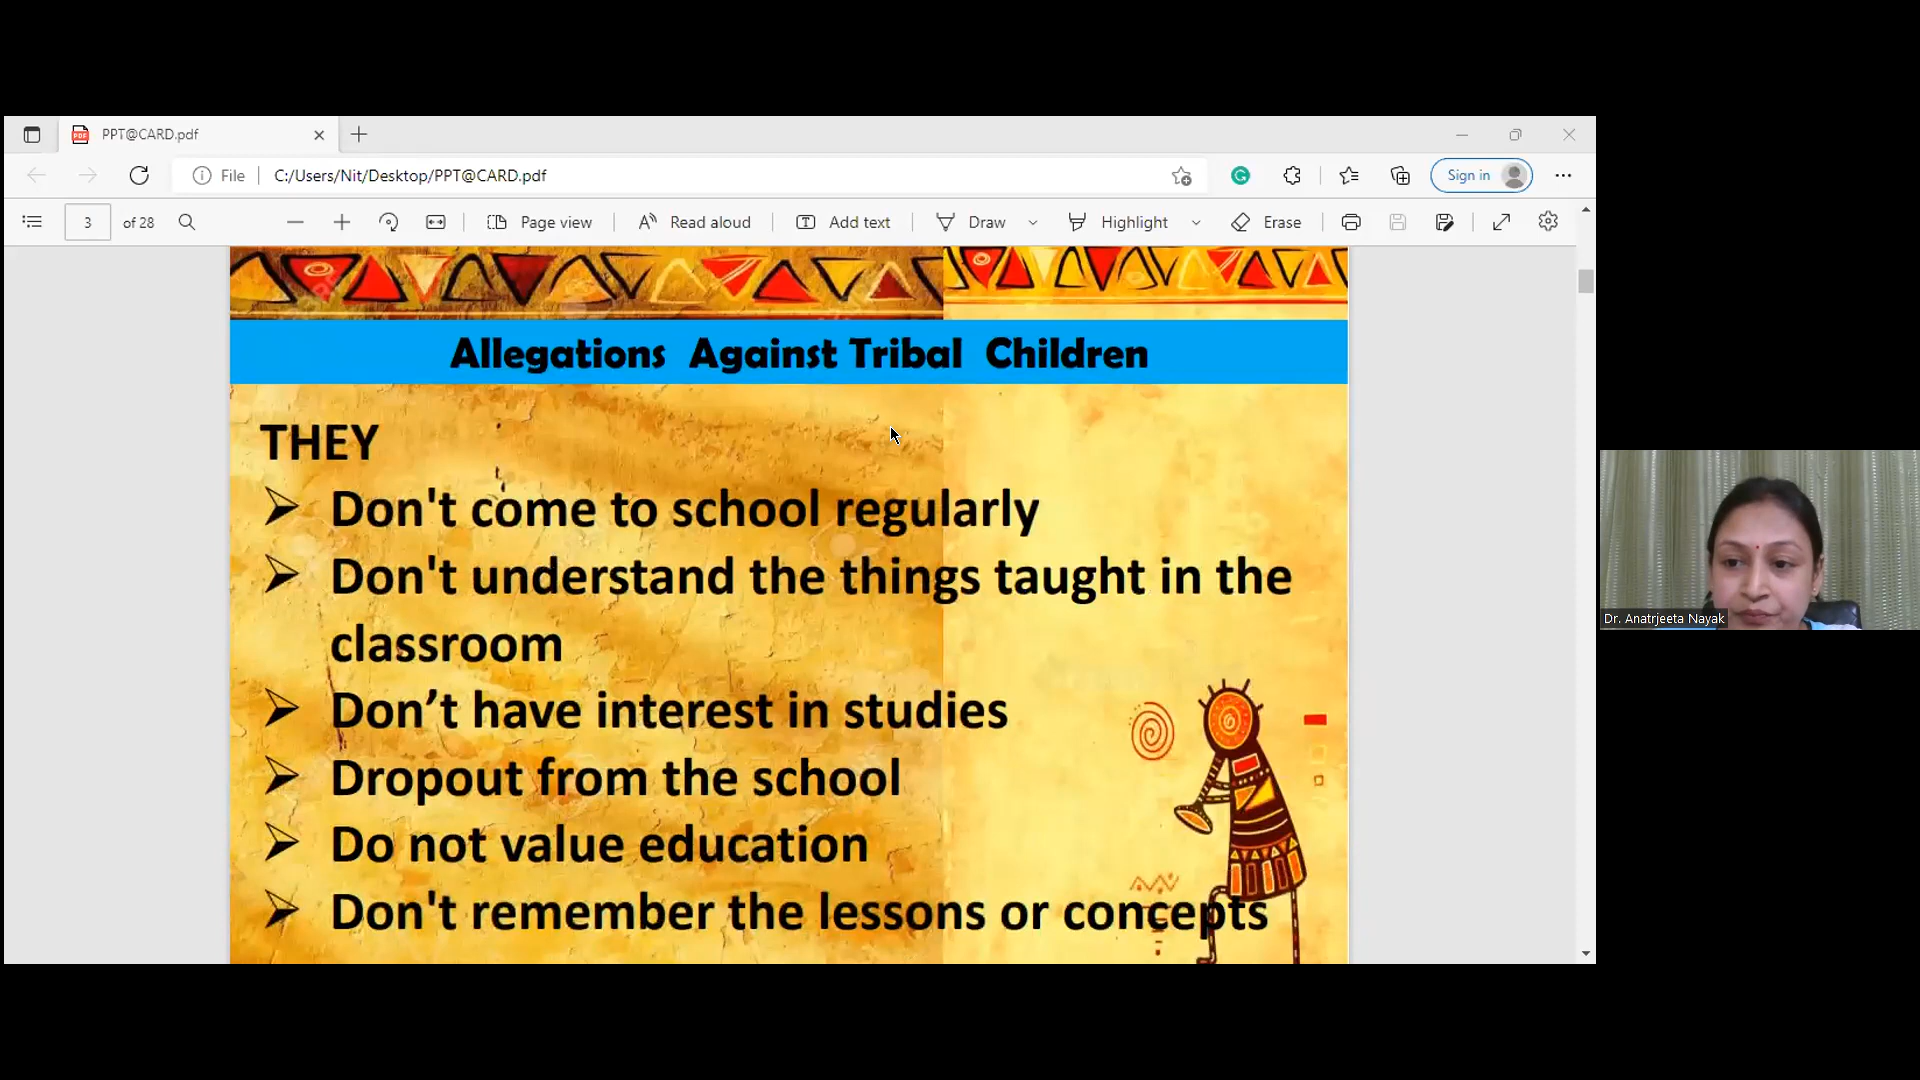 PPT@CARD.pdf
File
C:/Users/Nit/Desktop/PPT@CARD.pdf
Sign in
3 of 28
Page view
Read aloud
Add text
Draw
Highlight
Erase
Allegations Against Tribal Children
THEY
Don't come to school regularly
Don't understand the things taught in the
classroom
Don’t have interest in studies
Dropout from the school
Do not value education
Don't remember the lessons or concepts
Dr. Anatrjeeta Nayak